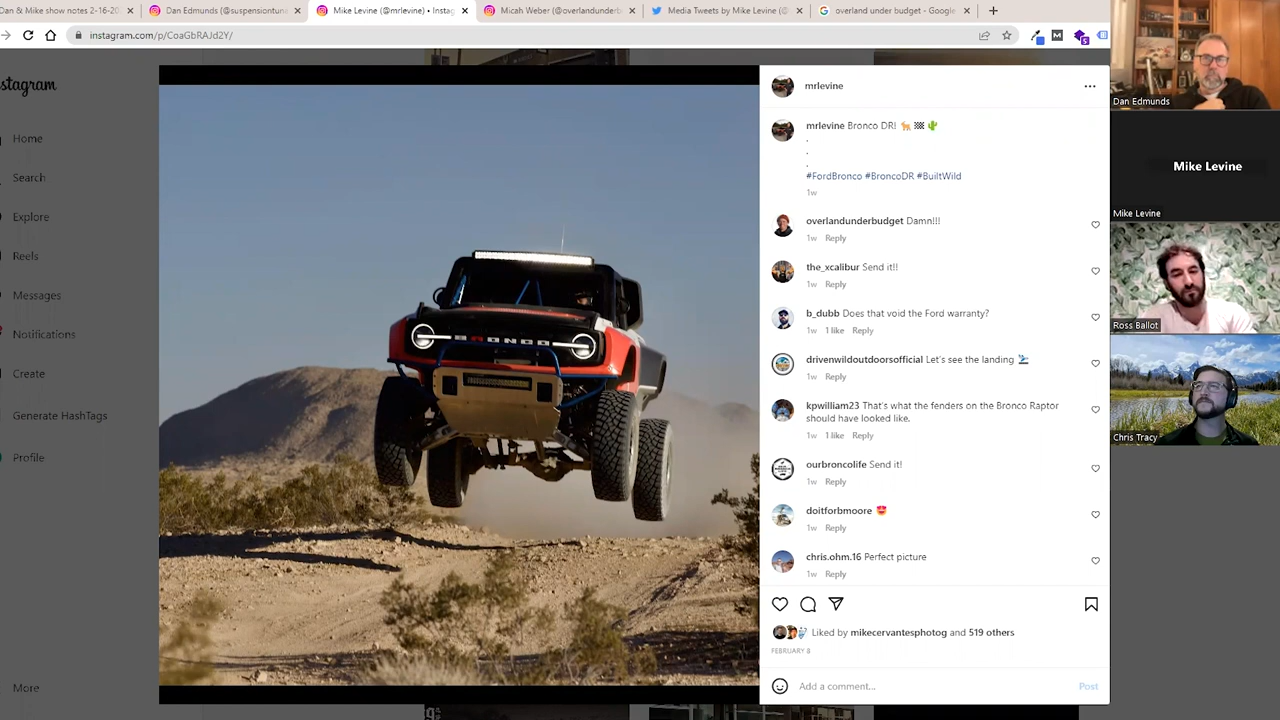 an & Mike show notes 2-16-20
Dan Edmunds (@suspensiontune
Mike Levine (@mrlevine) • Instag
Micah Weber (@overlandunderb
Media Tweets by Mike Levine (@
overland under budget - Google
instagram.com/p/CoaGbRAJd2Y/
stagram
Home
Search
Explore
Reels
Messages
Notifications
Create
Generate HashTags
Profile
More
BRONCO
mrlevine
mrlevine Bronco DR! 🐆 🏁 🌵
.
.
.
#FordBronco #BroncoDR #BuiltWild
1w
overlandunderbudget Damn!!!
1w Reply
the_xcalibur Send it!!
1w Reply
b_dubb Does that void the Ford warranty?
1w 1 like Reply
drivenwildoutdoorsofficial Let's see the landing
1w Reply
kpwilliam23 That's what the fenders on the Bronco Raptor
should have looked like.
1w 1 like Reply
ourbroncolife Send it!
1w Reply
doitforbmoore 🤩
1w Reply
chris.ohm.16 Perfect picture
1w Reply
Liked by mikecervantesphotog and 519 others
FEBRUARY 8
Add a comment...
Post
Dan Edmunds
Mike Levine
Mike Levine
Ross Ballot
Chris Tracy